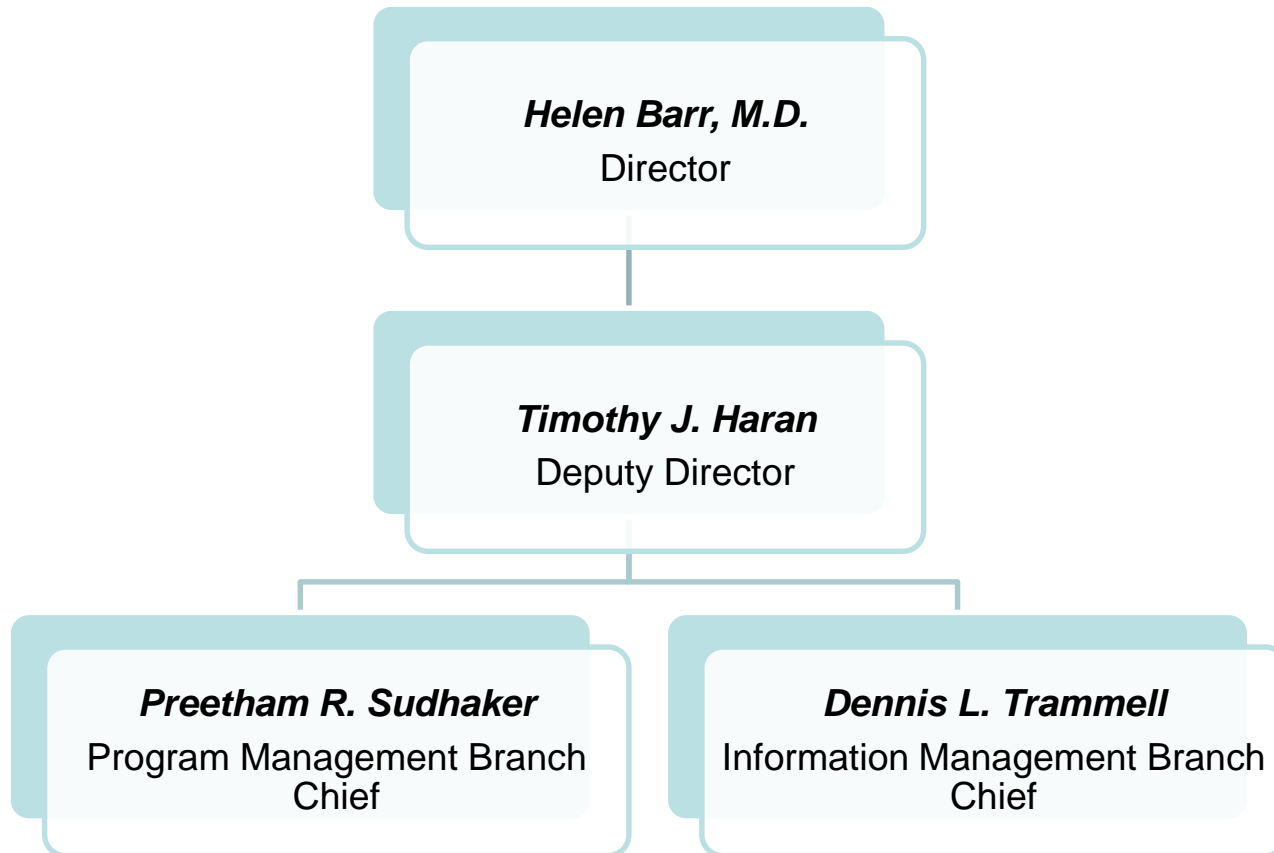 Helen Barr, M.D.
Director
Timothy J. Haran
Deputy Director
Preetham R. Sudhaker
Program Management Branch
Chief
Dennis L. Trammell
Information Management Branch
Chief